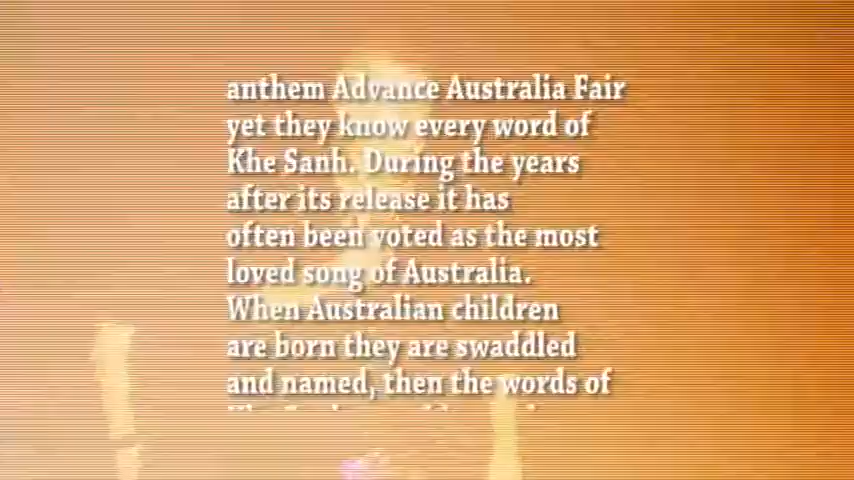 anthem Advance Australia Fair
yet they know every word of
Khe Sanh. During the years
after its release it has
often been voted as the most
loved song of Australia.
When Australian children
are born they are swaddled
and named, then the words of